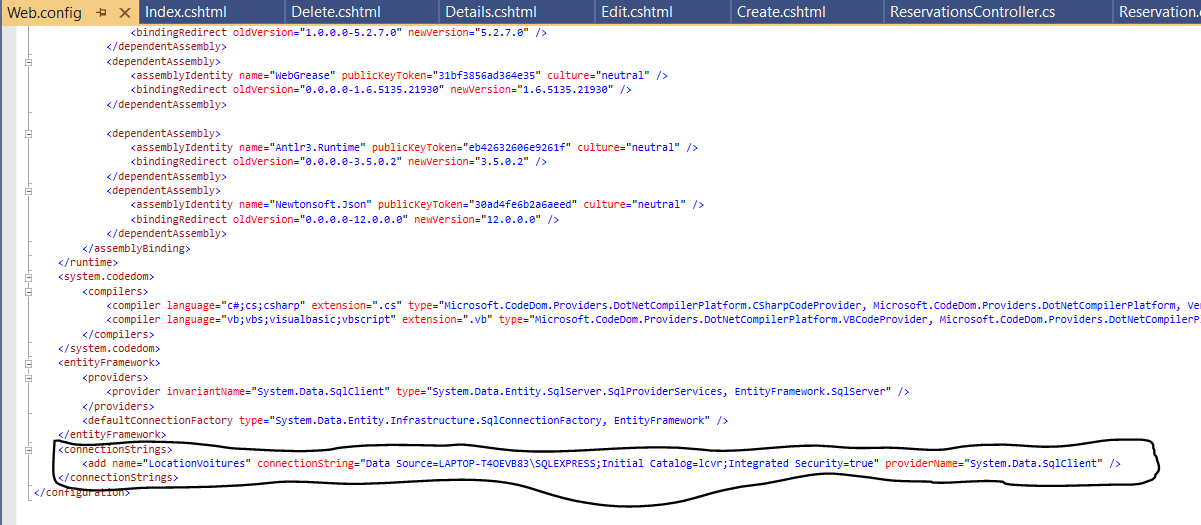 Web.config
Index.cshtml
Delete.cshtml
Details.cshtml
Edit.cshtml
Create.cshtml
ReservationsController.cs
Reservation.
<bindingRedirect oldVersion="1.0.0.0-5.2.7.0" newVersion="5.2.7.0" />
</dependentAssembly>
<dependentAssembly>
<assemblyIdentity name="WebGrease" publicKeyToken="31bf3856ad364e35" culture="neutral" />
<bindingRedirect oldVersion="0.0.0.0-1.6.5135.21930" newVersion="1.6.5135.21930" />
</dependentAssembly>
<dependentAssembly>
<assemblyIdentity name="Antlr3.Runtime" publicKeyToken="eb42632606e9261f" culture="neutral" />
<bindingRedirect oldVersion="0.0.0.0-3.5.0.2" newVersion="3.5.0.2" />
</dependentAssembly>
<dependentAssembly>
<assemblyIdentity name="Newtonsoft.Json" publicKeyToken="30ad4fe6b2a6aeed" culture="neutral" />
<bindingRedirect oldVersion="0.0.0.0-12.0.0.0" newVersion="12.0.0.0" />
</dependentAssembly>
</assemblyBinding>
</runtime>
<system.codedom>
<compilers>
<compiler language="c#;cs;csharp" extension=".cs" type="Microsoft.CodeDom.Providers.DotNetCompilerPlatform.CSharpCodeProvider, Microsoft.CodeDom.Providers.DotNetCompilerPlatform, Ve
<compiler language="vb;vbs;visualbasic;vbscript" extension=".vb" type="Microsoft.CodeDom.Providers.DotNetCompilerPlatform.VBCodeProvider, Microsoft.CodeDom.Providers.DotNetCompilerP
</compilers>
</system.codedom>
<entityFramework>
<providers>
<provider invariantName="System.Data.SqlClient" type="System.Data.Entity.SqlServer.SqlProviderServices, EntityFramework.SqlServer" />
</providers>
<defaultConnectionFactory type="System.Data.Entity.Infrastructure.SqlConnectionFactory, EntityFramework" />
</entityFramework>
<connectionStrings>
<add name="LocationVoitures" connectionString="Data Source=LAPTOP-T4OEVB83\SQLEXPRESS;Initial Catalog=lcvr;Integrated Security=true" providerName="System.Data.SqlClient" />
</connectionStrings>
</configuration>